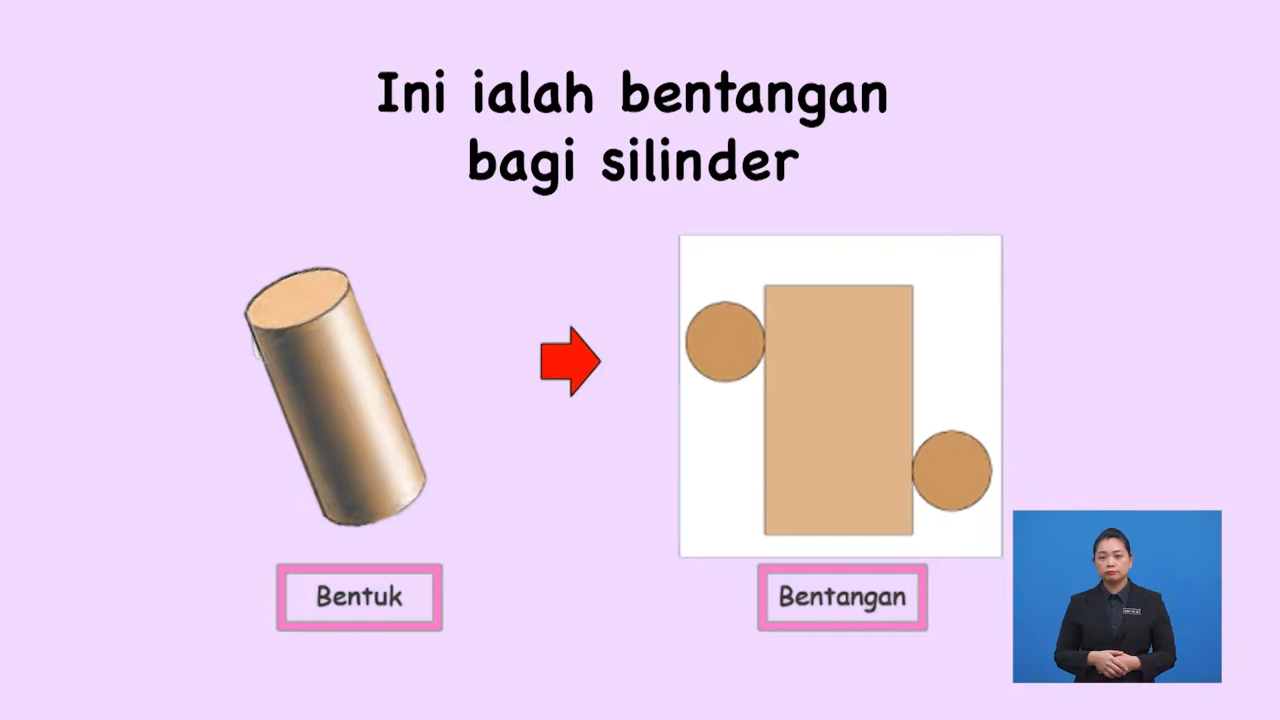 Ini ialah bentangan
bagi silinder
Bentuk
Bentangan